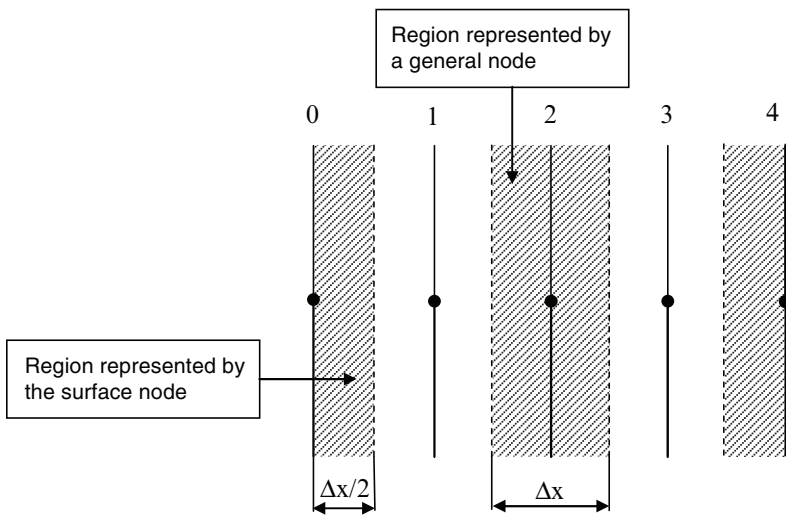 Region represented by
a general node
0 1 2 3 4
Region represented by
the surface node
Δx/2 Δx